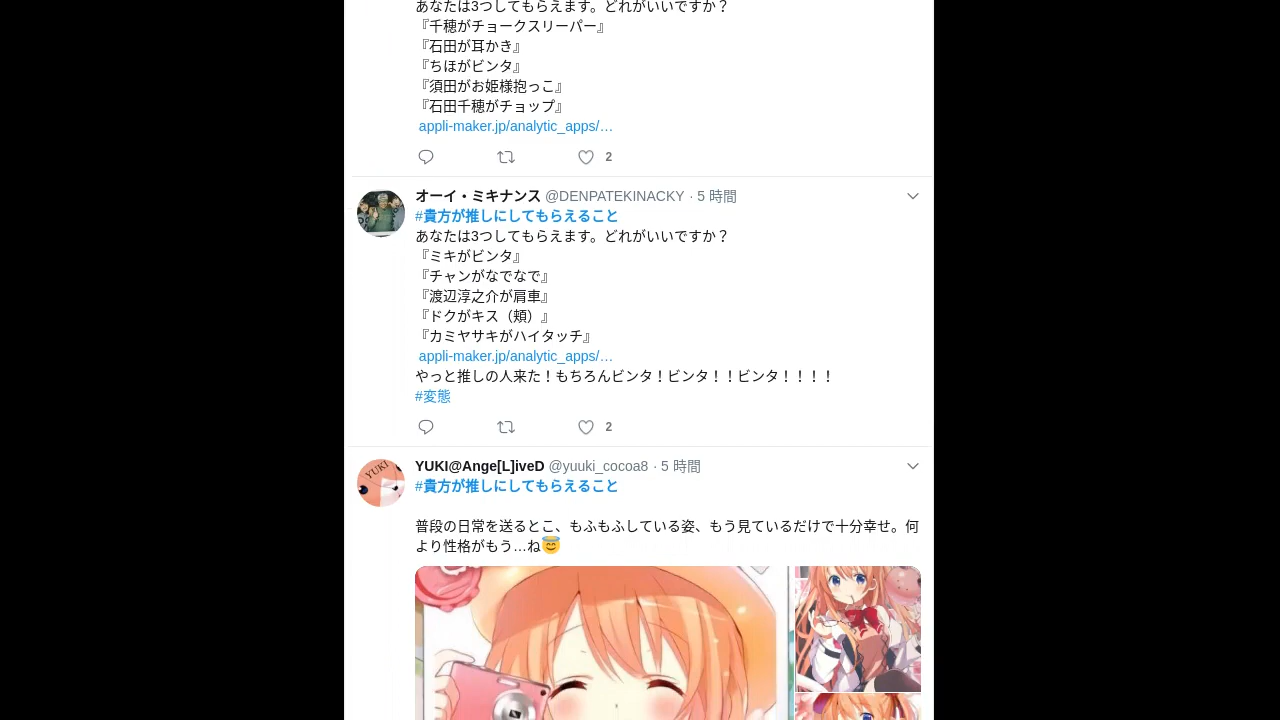 あなたは3つしてもらえます。どれがいいですか？
『千穂がチョークスリーパー』
『石田が耳かき』
『ちほがビンタ』
『須田がお姫様抱っこ』
『石田千穂がチョップ』
appli-maker.jp/analytic_apps/…
2
オーイ・ミキナンス @DENPATEKINACKY · 5 時間
#貴方が推しにしてもらえること
あなたは3つしてもらえます。どれがいいですか？
『ミキがビンタ』
『チャンがなでなで』
『渡辺淳之介が肩車』
『ドクがキス（頬）』
『カミヤサキがハイタッチ』
appli-maker.jp/analytic_apps/…
やっと推しの人来た！もちろんビンタ！ビンタ！！ビンタ！！！！
#変態
2
YUKI@Ange[L]iveD @yuuki_cocoa8 · 5 時間
YUKI
#貴方が推しにしてもらえること
普段の日常を送るとこ、もふもふしている姿、もう見ているだけで十分幸せ。何
より性格がもう…ね😇